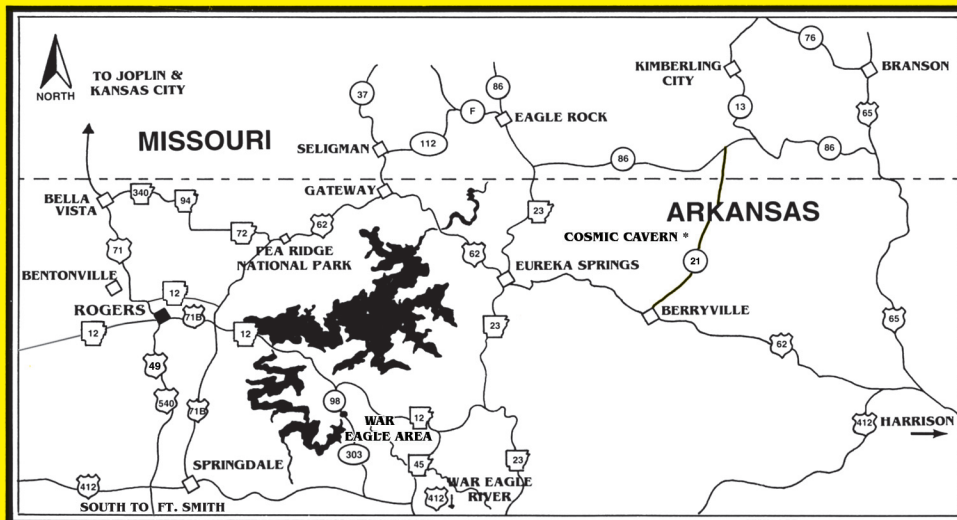 76
KIMBERLING
CITY
BRANSON
TO JOPLIN &
KANSAS CITY
NORTH
37
86
F
EAGLE ROCK
13
65
MISSOURI
SELIGMAN
112
86
86
GATEWAY
BELLA
VISTA
340
94
23
ARKANSAS
72
62
COSMIC CAVERN *
71
PEA RIDGE
NATIONAL PARK
62
21
BENTONVILLE
EUREKA SPRINGS
12
ROGERS
71B
12
12
23
BERRYVILLE
65
62
49
540
71B
98
WAR
EAGLE AREA
12
HARRISON
412
303
SPRINGDALE
45
23
WAR EAGLE
RIVER
412
412
SOUTH TO FT. SMITH